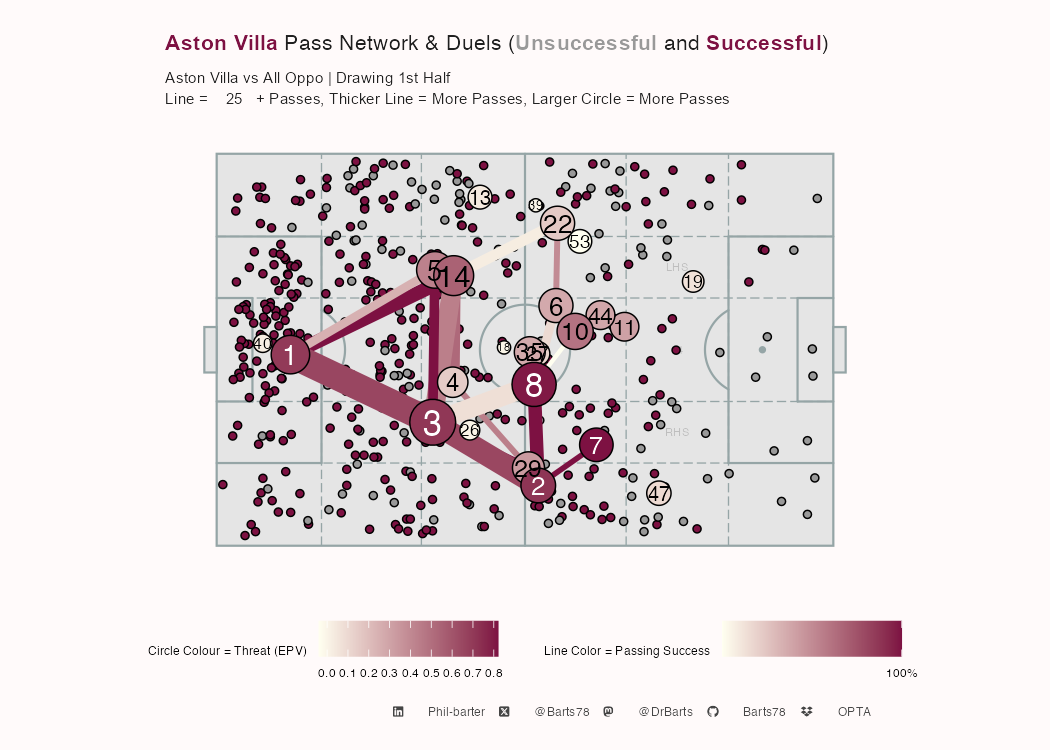 Aston Villa Pass Network & Duels (Unsuccessful and Successful)
Aston Villa vs All Oppo | Drawing 1st Half
Line = 25 + Passes, Thicker Line = More Passes, Larger Circle = More Passes
13
39
22
53
5
14
LHS
19
6
44
11
10
40
1
18
35
4
8
3
26
RHS
7
29
2
47
Circle Colour = Threat (EPV)
0.0 0.1 0.2 0.3 0.4 0.5 0.6 0.7 0.8
Line Color = Passing Success
100%
Phil-barter @Barts78 @DrBarts Barts78 OPTA